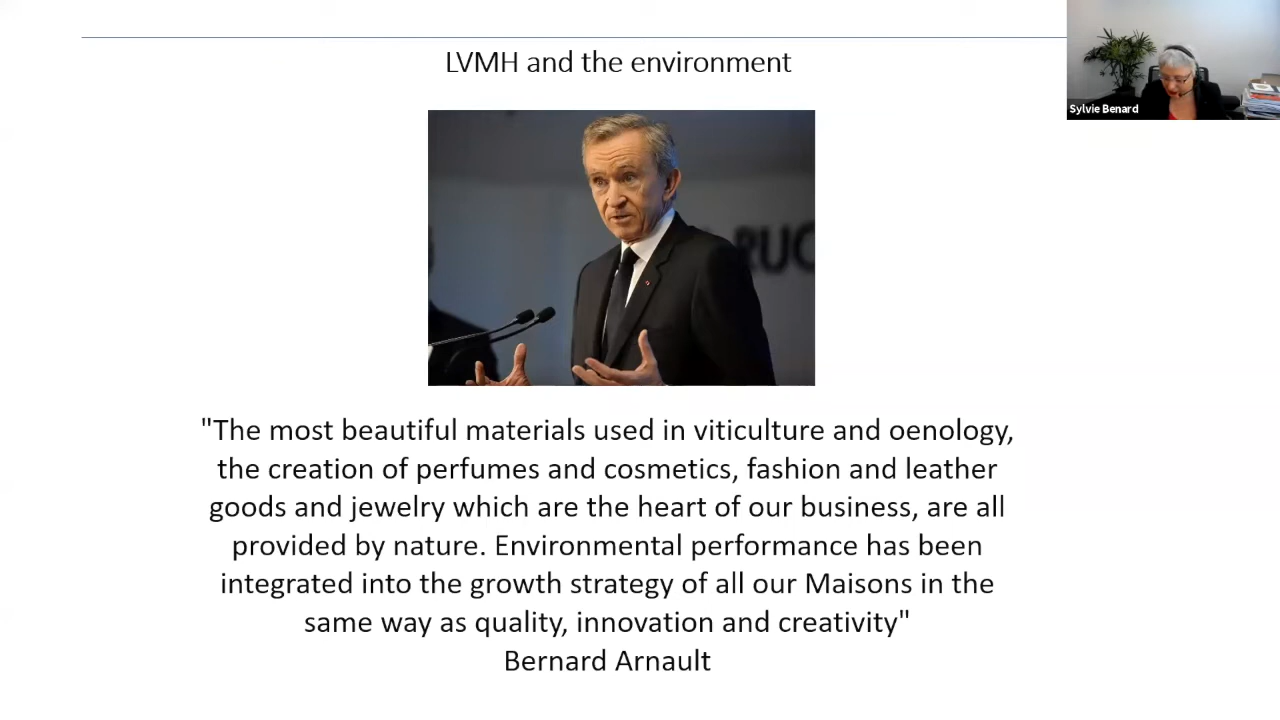 LVMH and the environment
Sylvie Benard
RUC
"The most beautiful materials used in viticulture and oenology,
the creation of perfumes and cosmetics, fashion and leather
goods and jewelry which are the heart of our business, are all
provided by nature. Environmental performance has been
integrated into the growth strategy of all our Maisons in the
same way as quality, innovation and creativity"
Bernard Arnault